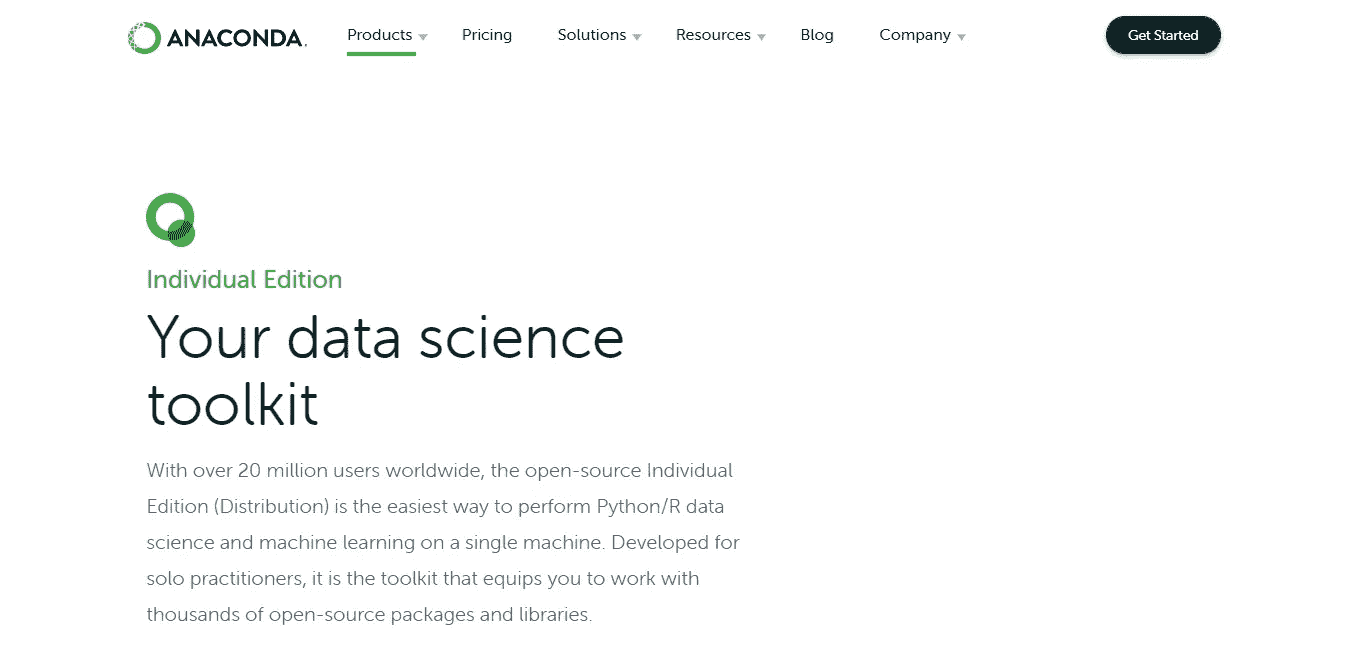 ANACONDA. Products Pricing Solutions Resources Blog Company Get Started
Individual Edition
Your data science
toolkit
With over 20 million users worldwide, the open-source Individual
Edition (Distribution) is the easiest way to perform Python/R data
science and machine learning on a single machine. Developed for
solo practitioners, it is the toolkit that equips you to work with
thousands of open-source packages and libraries.